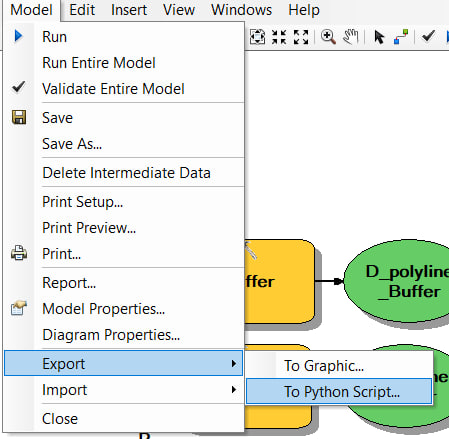 Model Edit Insert View Windows Help
Run
Run Entire Model
Validate Entire Model
Save
Save As...
Delete Intermediate Data
Print Setup...
Print Preview...
Print...
Report...
Model Properties...
Diagram Properties...
Export
Import
Close
To Graphic...
To Python Script...
ffer
D_polyline
_Buffer